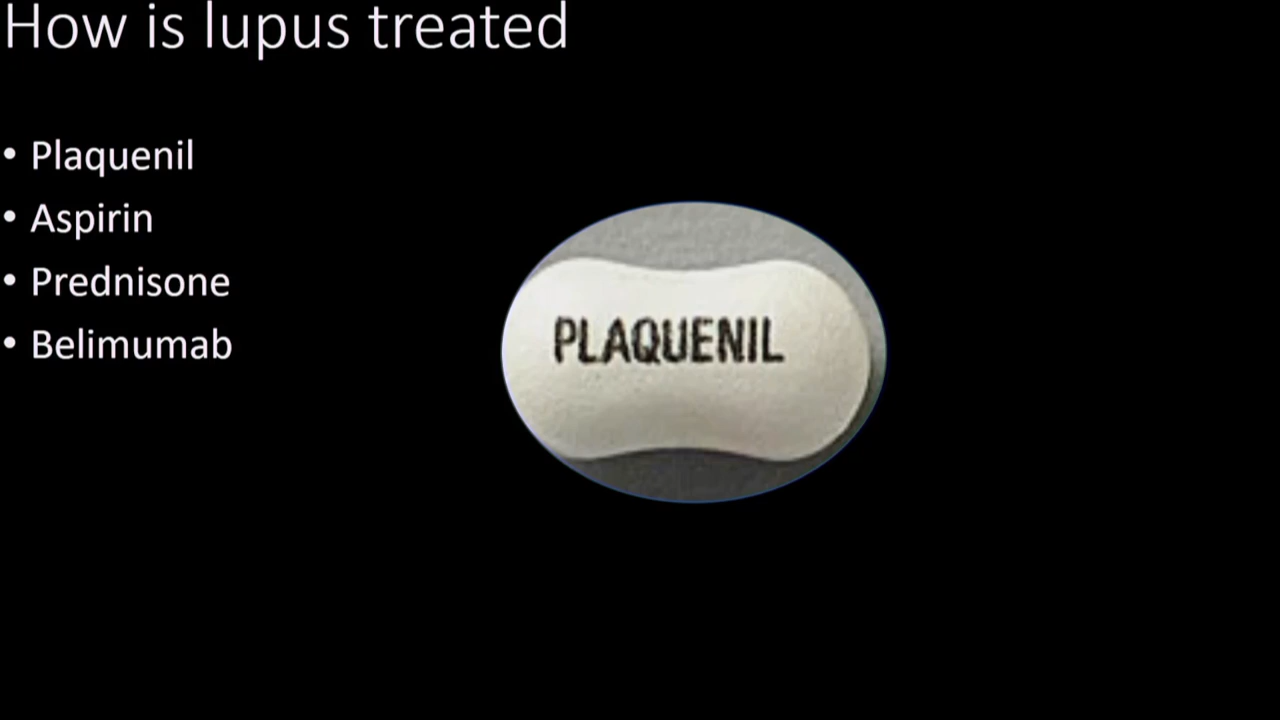 How is lupus treated
• Plaquenil
• Aspirin
• Prednisone
• Belimumab
PLAQUENIL